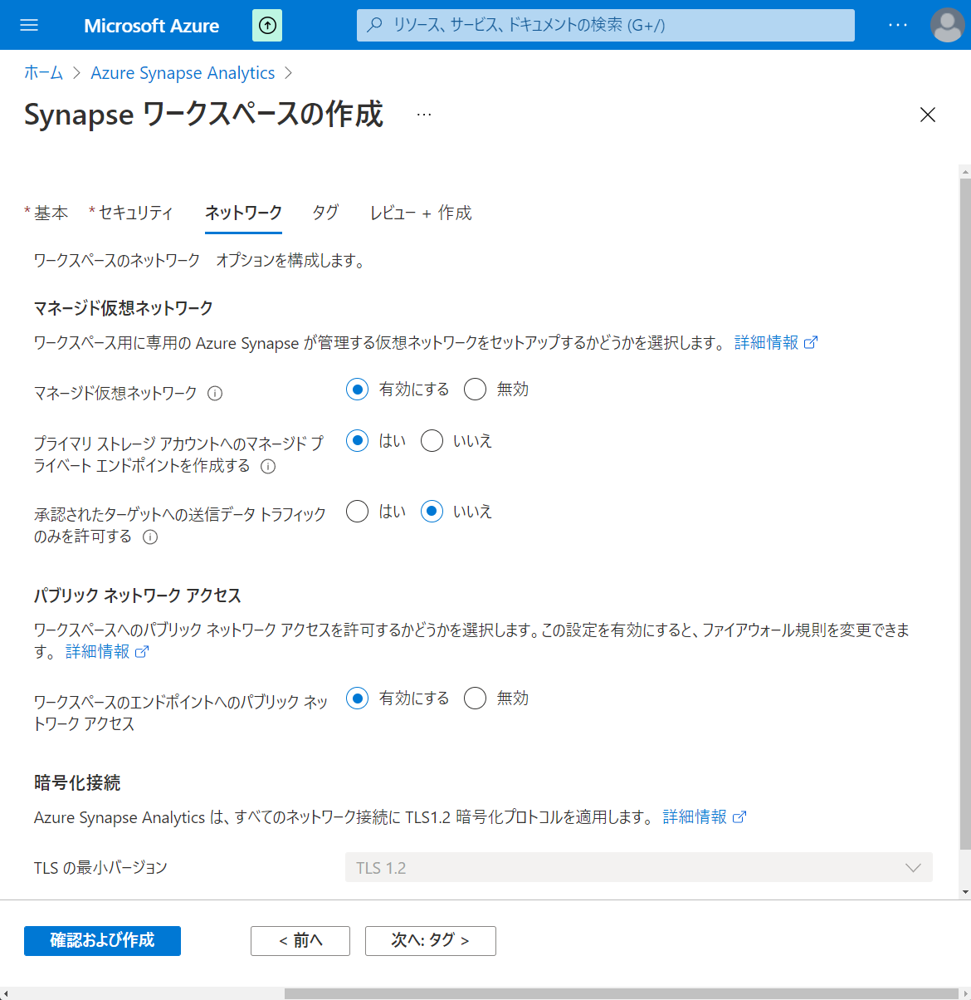 Microsoft Azure
リソース、サービス、ドキュメントの検索 (G+/)
ホーム > Azure Synapse Analytics >
Synapse ワークスペースの作成 ...
* 基本 * セキュリティ ネットワーク タグ レビュー + 作成
ワークスペースのネットワーク オプションを構成します。
マネージド仮想ネットワーク
ワークスペース用に専用の Azure Synapse が管理する仮想ネットワークをセットアップするかどうかを選択します。 詳細情報
マネージド仮想ネットワーク 有効にする 無効
プライマリ ストレージ アカウントへのマネージド プ
ライベート エンドポイントを作成する はい いいえ
承認されたターゲットへの送信データ トラフィック
のみを許可する はい いいえ
パブリック ネットワーク アクセス
ワークスペースへのパブリック ネットワーク アクセスを許可するかどうかを選択します。この設定を有効にすると、ファイアウォール規則を変更できま
す。 詳細情報
ワークスペースのエンドポイントへのパブリック ネッ
トワーク アクセス 有効にする 無効
暗号化接続
Azure Synapse Analytics は、すべてのネットワーク接続に TLS1.2 暗号化プロトコルを適用します。 詳細情報
TLS の最小バージョン TLS 1.2
確認および作成 < 前へ 次へ: タグ >